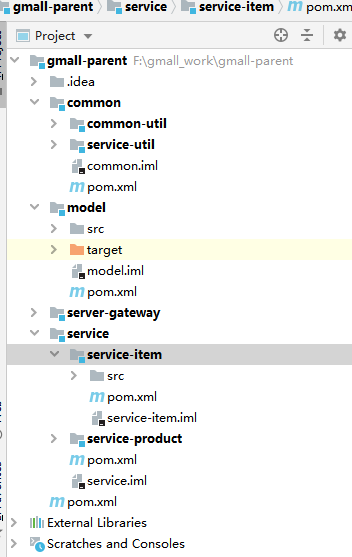 gmall-parent service service-item pom.xm
Project
gmall-parent F:\gmall_work\gmall-parent
.idea
common
common-util
service-util
common.iml
pom.xml
model
src
target
model.iml
pom.xml
server-gateway
service
service-item
src
pom.xml
service-item.iml
service-product
pom.xml
service.iml
pom.xml
External Libraries
Scratches and Consoles